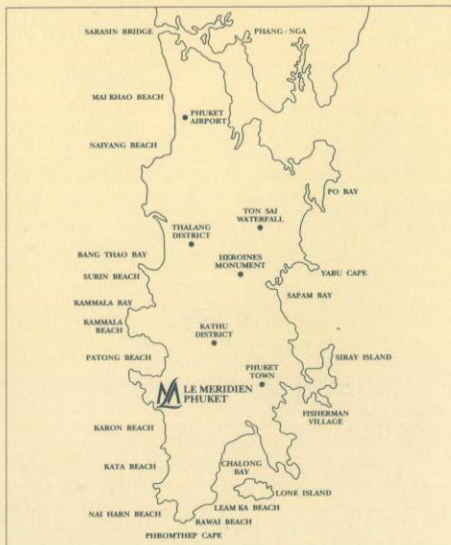 SARASIN BRIDGE
PHANG - NGA
MAI KHAO BEACH
PHUKET
AIRPORT
NAIYANG BEACH
PO BAY
TON SAI
WATERFALL
THALANG
DISTRICT
BANG THAO BAY
HEROINES
MONUMENT
YABU CAPE
SURIN BEACH
SAPAM BAY
KAMMALA BAY
KAMMALA
BEACH
KATHU
DISTRICT
PATONG BEACH
SIRAY ISLAND
PHUKET
TOWN
LE MERIDIEN
PHUKET
FISHERMAN
VILLAGE
KARON BEACH
KATA BEACH
CHALONG
BAY
LONE ISLAND
LEAM KA BEACH
NAI HARN BEACH
RAWAI BEACH
PHROMTHEP CAPE